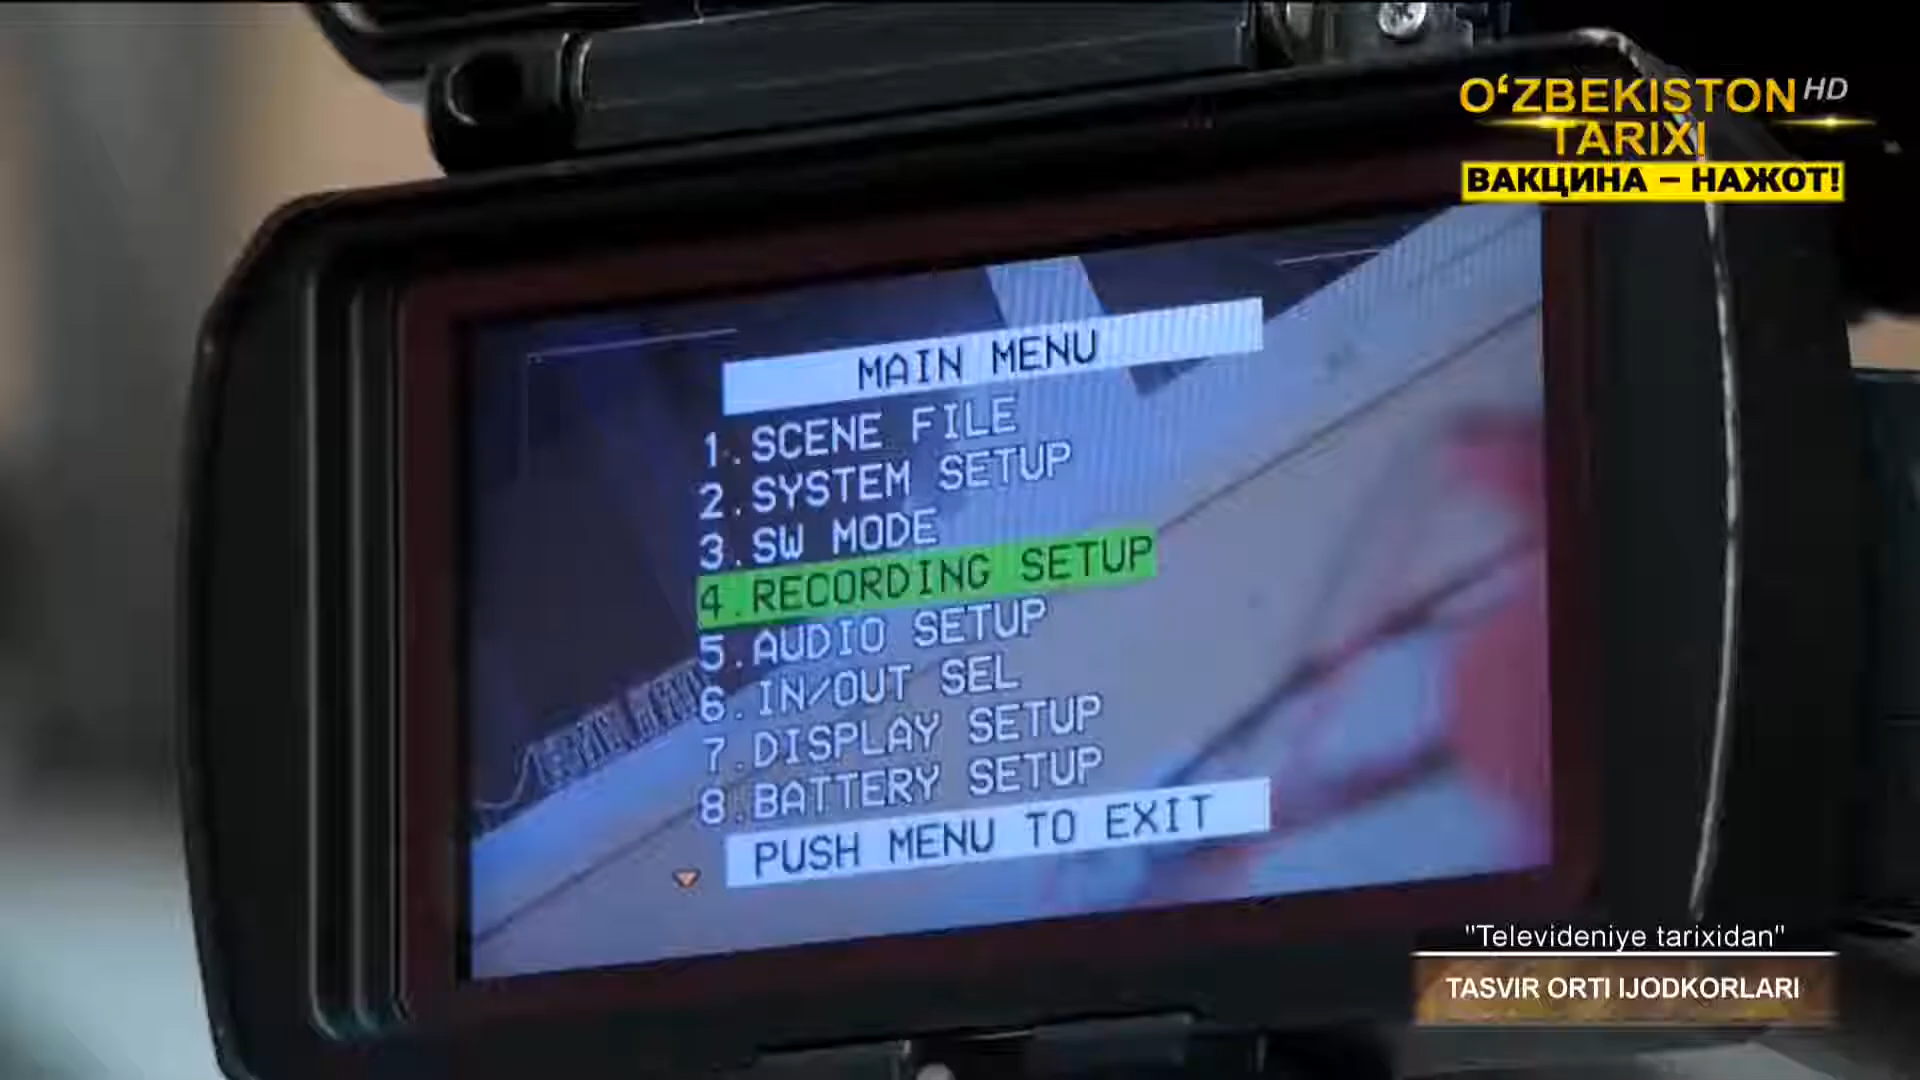 O‘ZBEKISTON HD
TARIXI
ВАКЦИНА – НАЖОТ!
MAIN MENU
1.SCENE FILE
2.SYSTEM SETUP
3.SW MODE
4.RECORDING SETUP
5.AUDIO SETUP
6.IN/OUT SEL
7.DISPLAY SETUP
8.BATTERY SETUP
PUSH MENU TO EXIT
"Televideniye tarixidan"
TASVIR ORTI IJODKORLARI